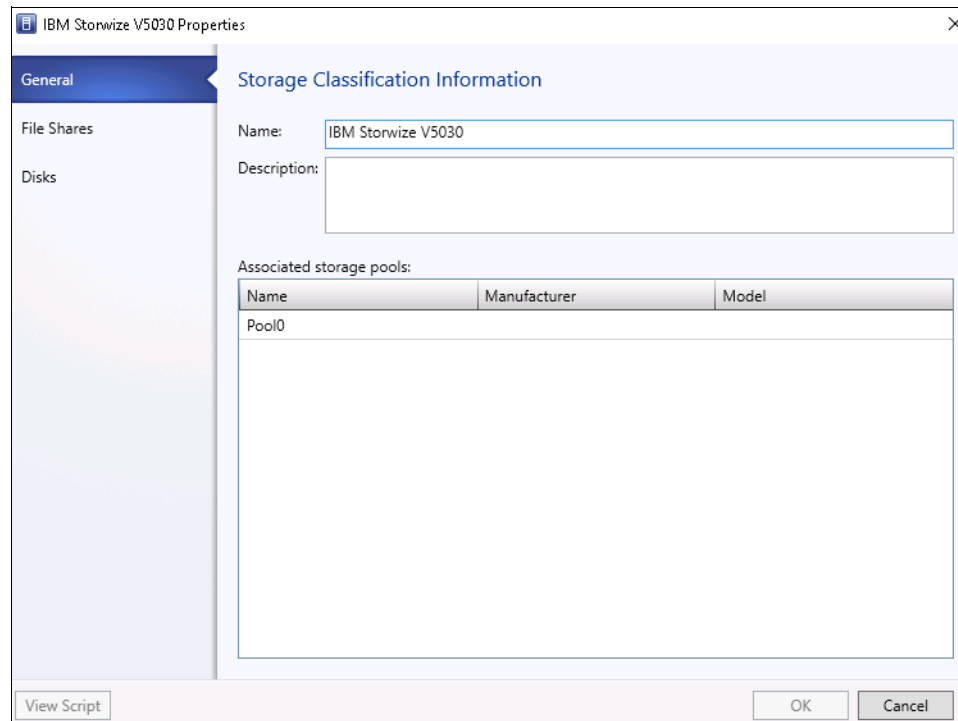 IBM Storwize V5030 Properties
General
File Shares
Disks
Storage Classification Information
Name: IBM Storwize V5030
Description:
Associated storage pools:
Name Manufacturer Model
Pool0
View Script OK Cancel